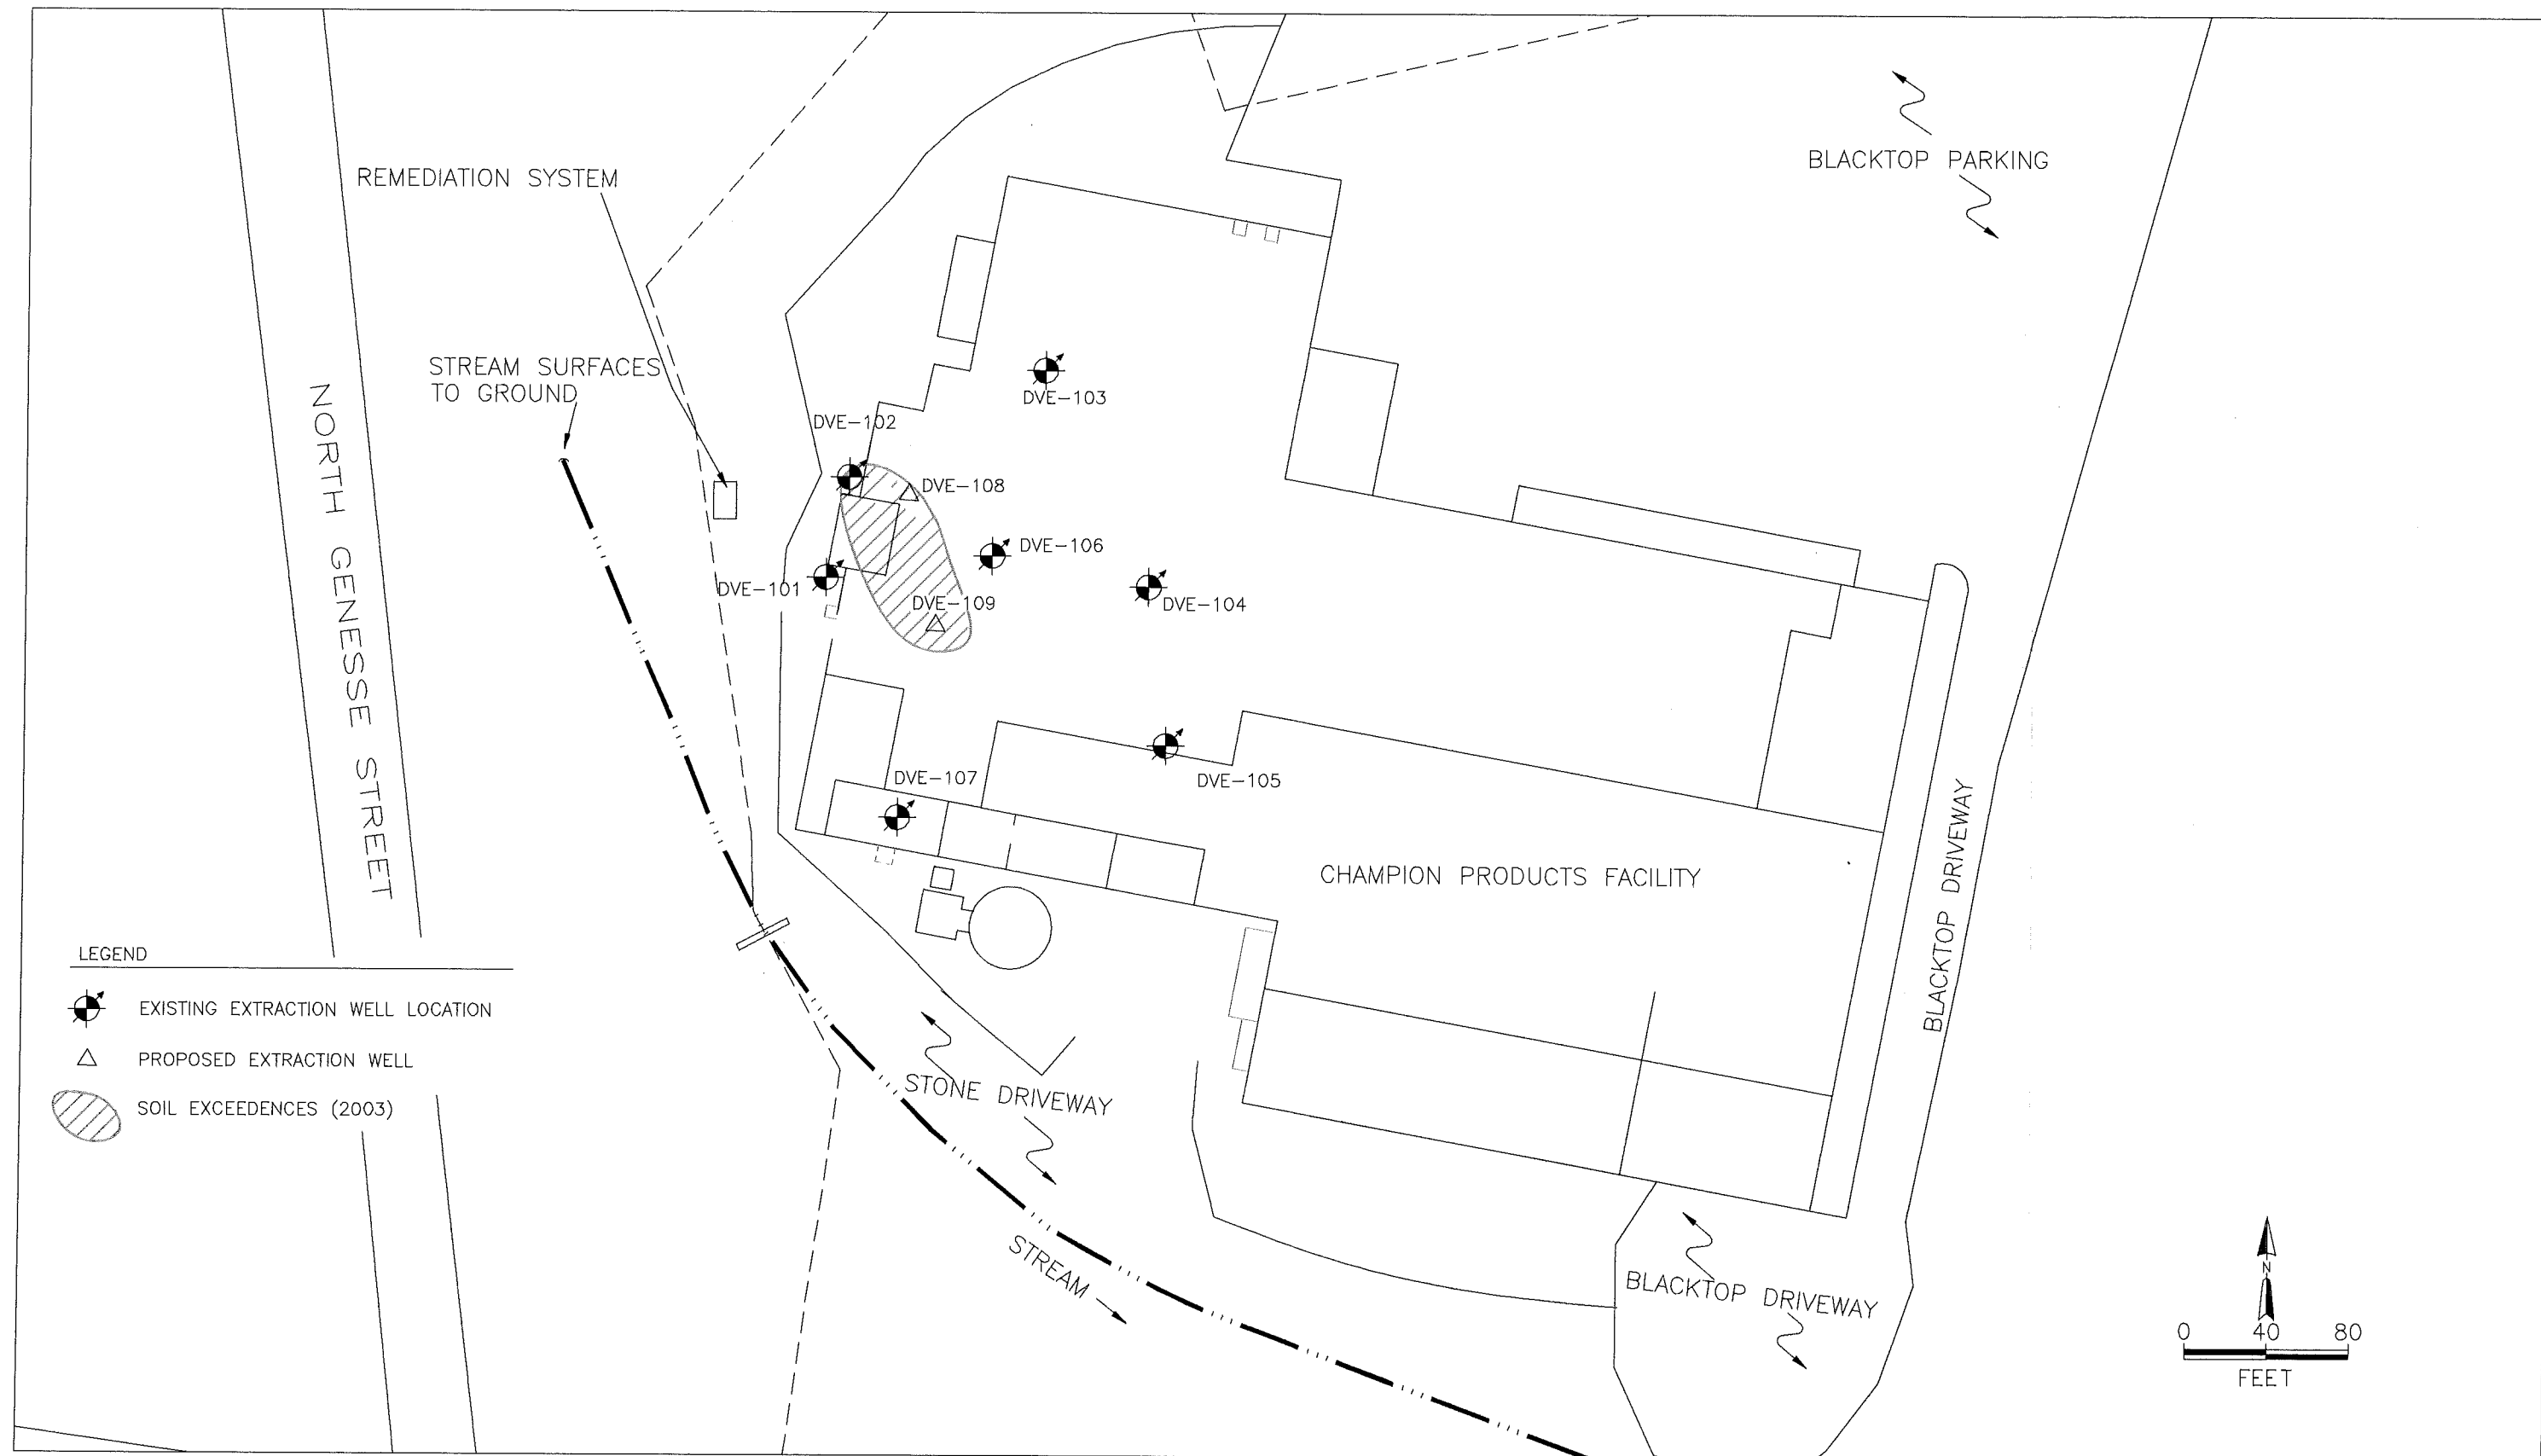 BLACKTOP PARKING
REMEDIATION SYSTEM
STREAM SURFACES
TO GROUND
NORTH GENESSE STREET
DVE-103
DVE-102
DVE-108
DVE-106
DVE-101
DVE-109
DVE-104
DVE-105
DVE-107
CHAMPION PRODUCTS FACILITY
BLACKTOP DRIVEWAY
LEGEND
EXISTING EXTRACTION WELL LOCATION
PROPOSED EXTRACTION WELL
SOIL EXCEEDENCES (2003)
STONE DRIVEWAY
STREAM
BLACKTOP DRIVEWAY
N
0 40 80
FEET